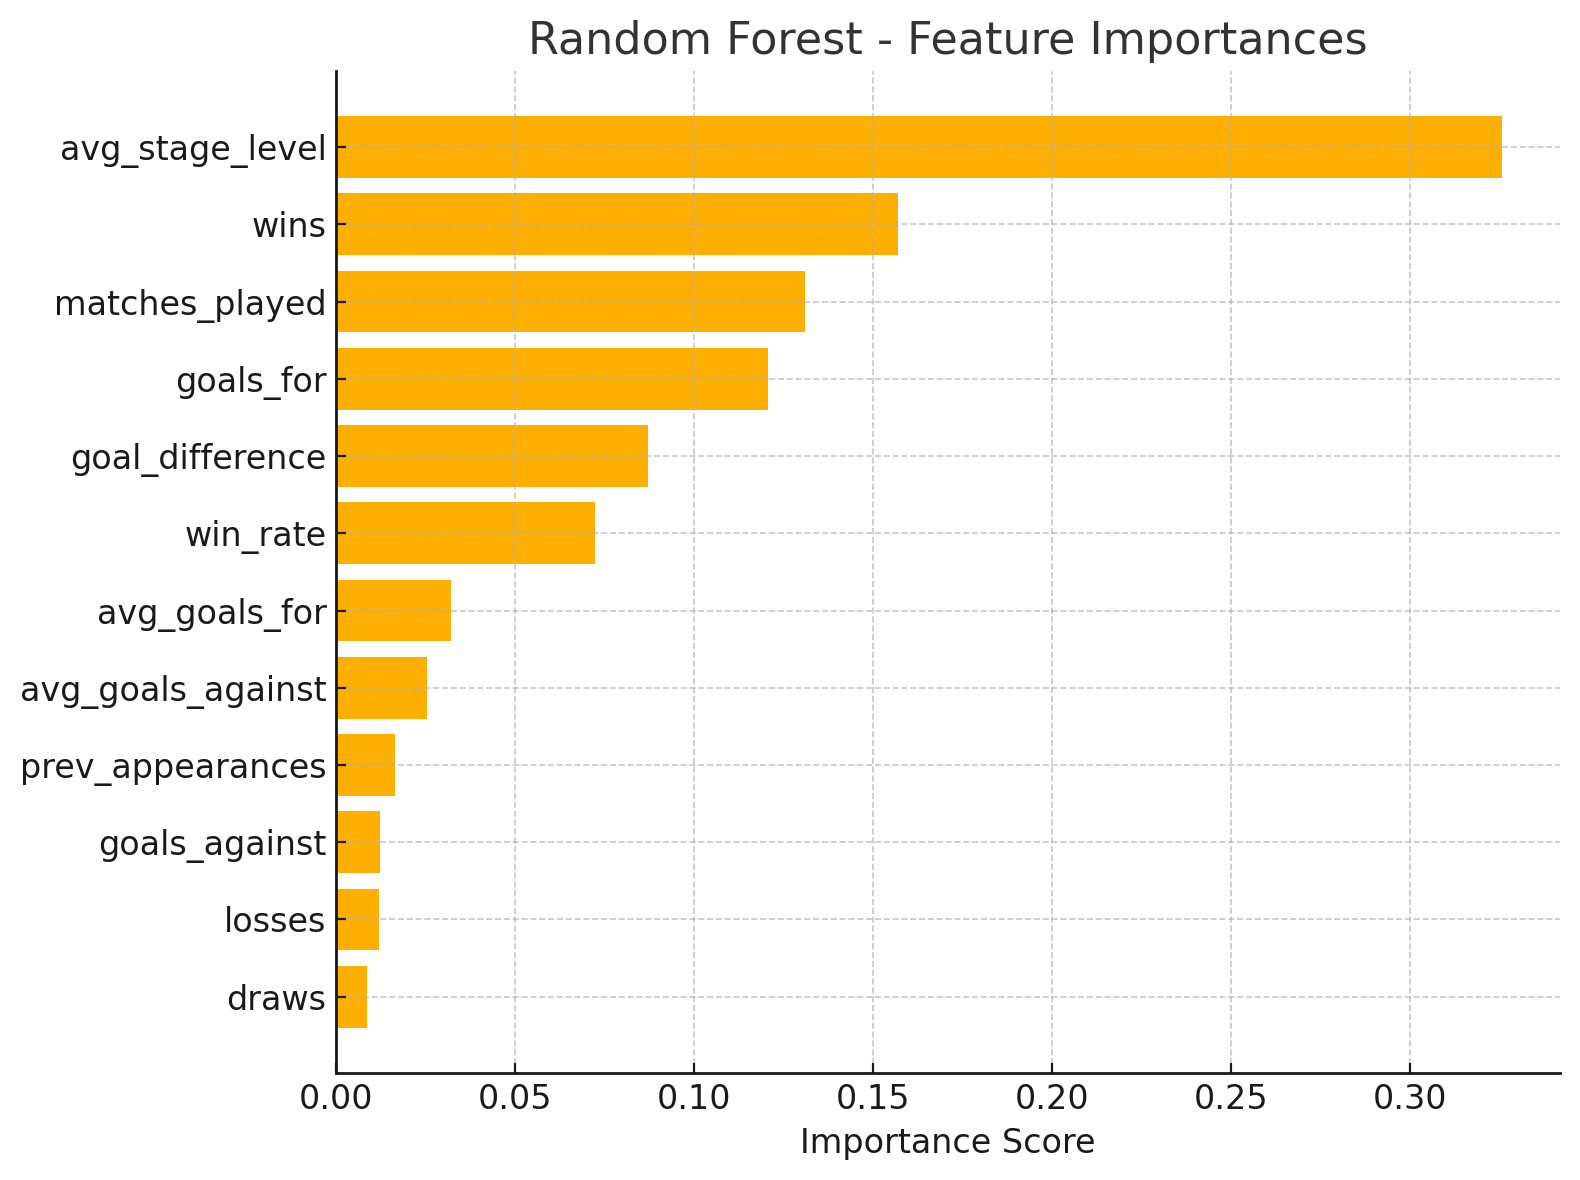 Random Forest - Feature Importances
avg_stage_level
wins
matches_played
goals_for
goal_difference
win_rate
avg_goals_for
avg_goals_against
prev_appearances
goals_against
losses
draws
0.00 0.05 0.10 0.15 0.20 0.25 0.30
Importance Score